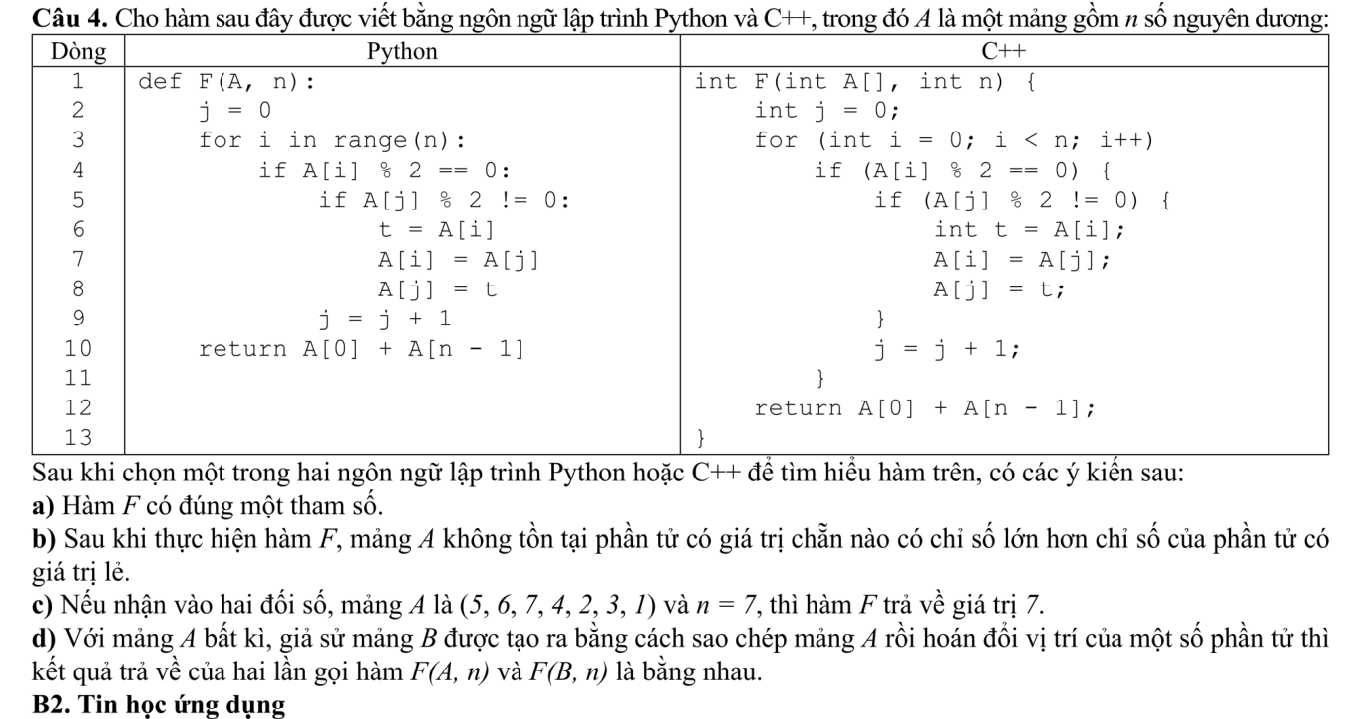 Câu 4. Cho hàm sau đây được viết bằng ngôn ngữ lập trình Python và C++, trong đó A là một mảng gồm n số nguyên dương:
Dòng Python C++
1 def F(A, n): int F(int A[], int n) {
2 j = 0 int j = 0;
3 for i in range(n): for (int i = 0; i < n; i++)
4 if A[i] % 2 == 0: if (A[i] % 2 == 0) {
5 if A[j] % 2 != 0: if (A[j] % 2 != 0) {
6 t = A[i] int t = A[i];
7 A[i] = A[j] A[i] = A[j];
8 A[j] = t A[j] = t;
9 j = j + 1 }
10 return A[0] + A[n - 1] j = j + 1;
11 }
12 return A[0] + A[n - 1];
13 }
Sau khi chọn một trong hai ngôn ngữ lập trình Python hoặc C++ để tìm hiểu hàm trên, có các ý kiến sau:
a) Hàm F có đúng một tham số.
b) Sau khi thực hiện hàm F, mảng A không tồn tại phần tử có giá trị chẵn nào có chỉ số lớn hơn chỉ số của phần tử có
giá trị lẻ.
c) Nếu nhận vào hai đối số, mảng A là (5, 6, 7, 4, 2, 3, 1) và n = 7, thì hàm F trả về giá trị 7.
d) Với mảng A bất kì, giả sử mảng B được tạo ra bằng cách sao chép mảng A rồi hoán đổi vị trí của một số phần tử thì
kết quả trả về của hai lần gọi hàm F(A, n) và F(B, n) là bằng nhau.
B2. Tin học ứng dụng